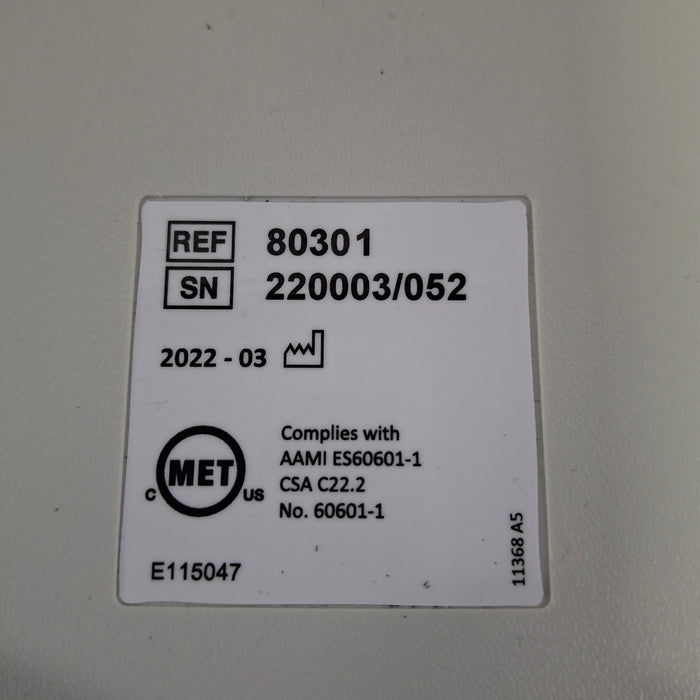 REF 80301
SN 220003/052
2022 - 03
C MET US
Complies with
AAMI ES60601-1
CSA C22.2
No. 60601-1
E115047
11368 A5